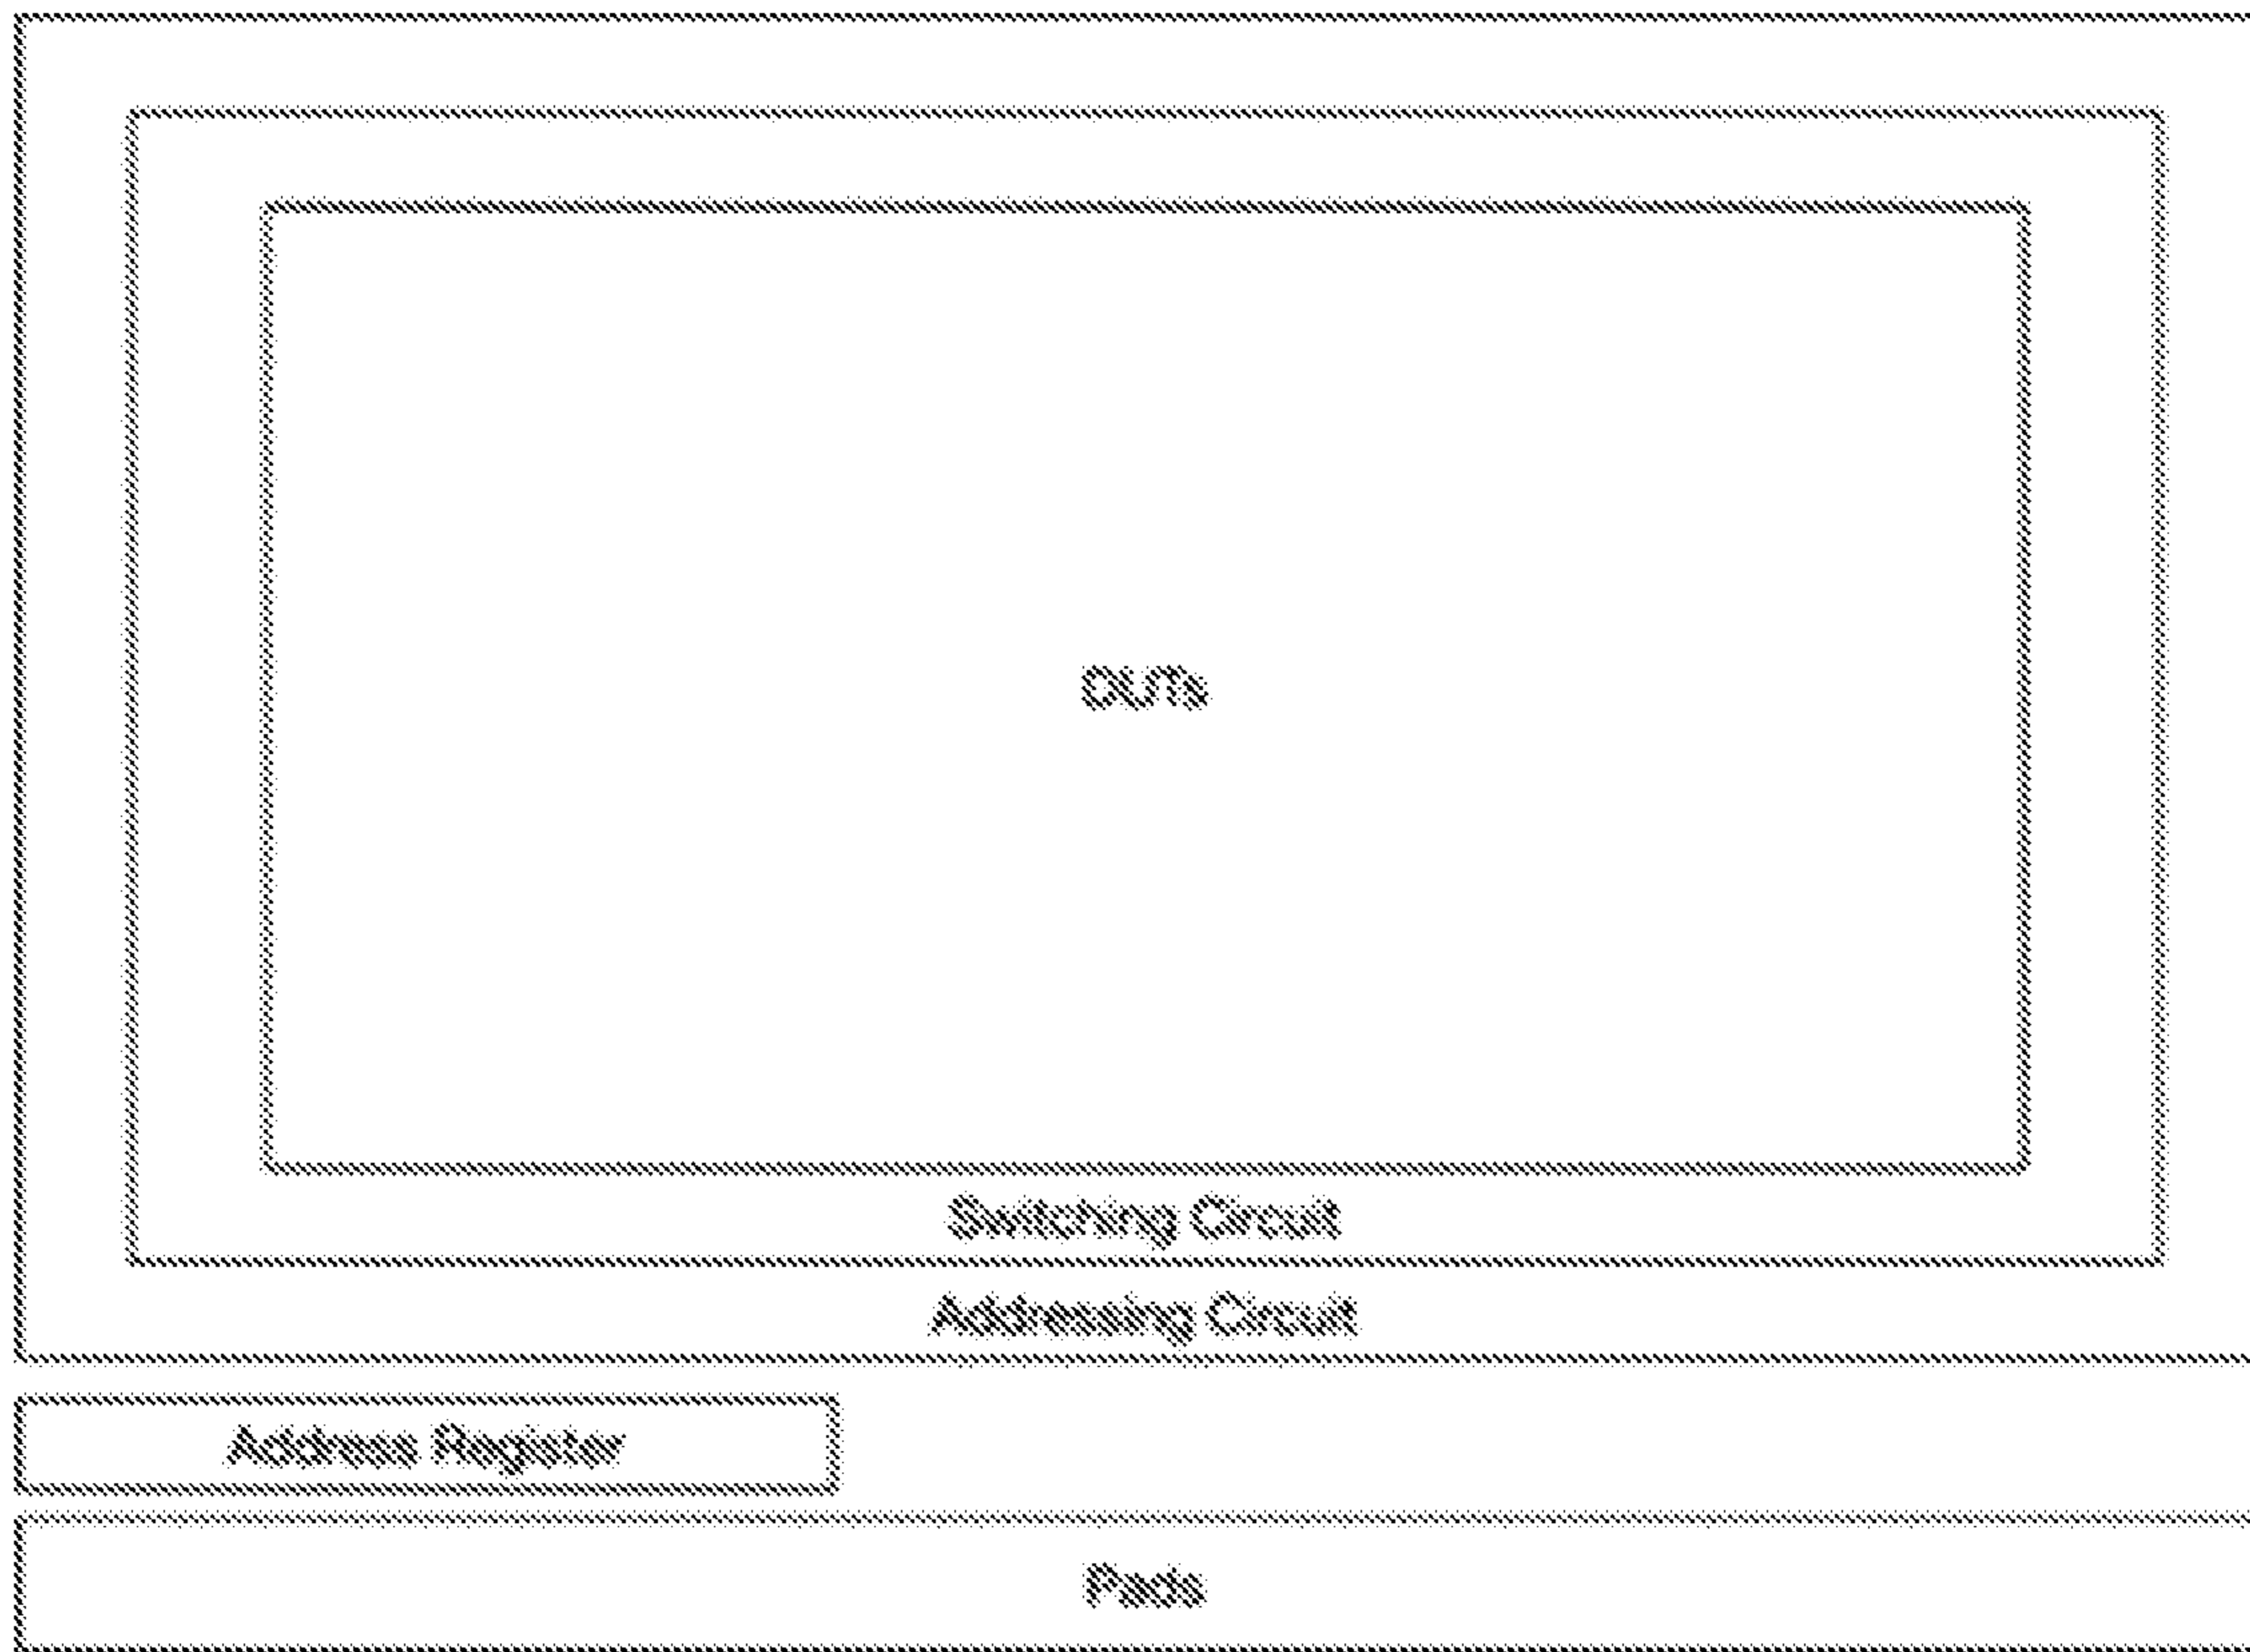 DUTs
Switching Circuit
Addressing Circuit
Address Register
Pads